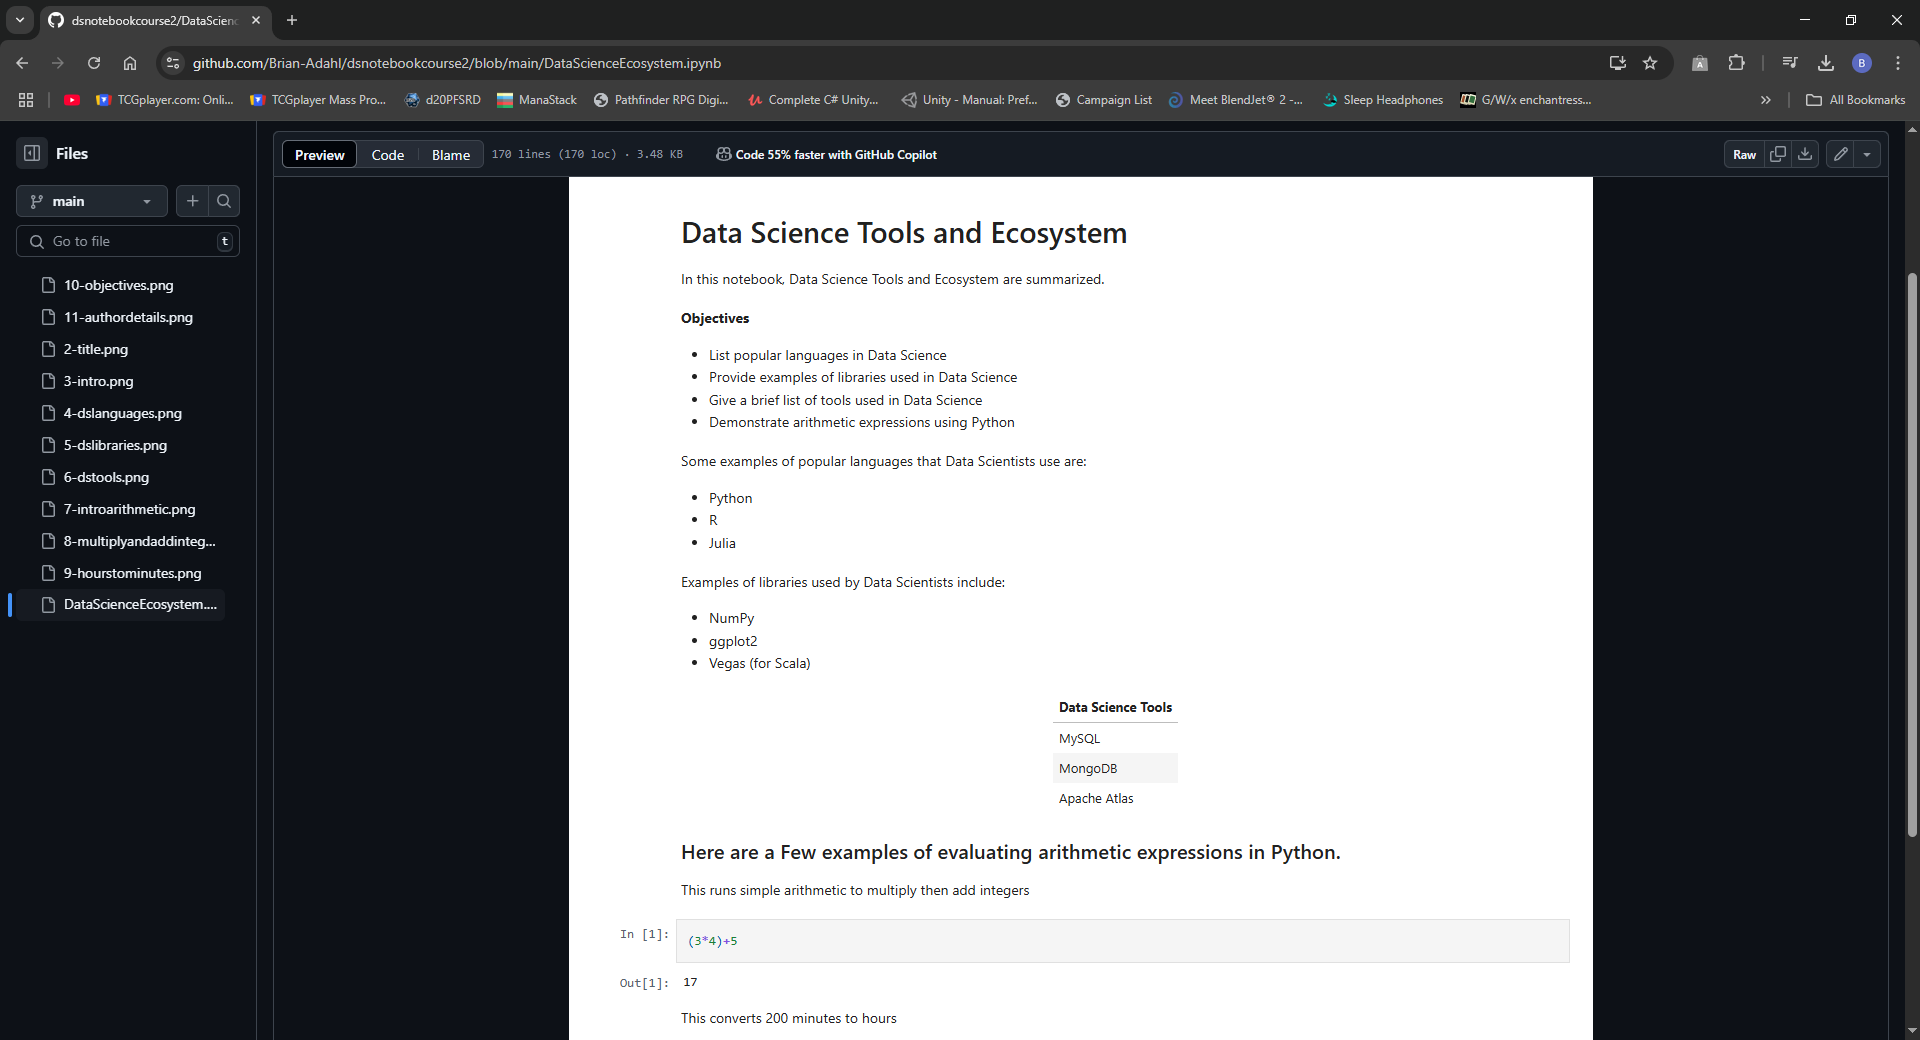 dsnotebookcourse2/DataScienc
github.com/Brian-Adahl/dsnotebookcourse2/blob/main/DataScienceEcosystem.ipynb
A
B
TCGplayer.com: Onli...
TCGplayer Mass Pro...
d20PFSRD
ManaStack
Pathfinder RPG Digi...
Complete C# Unity...
Unity - Manual: Pref...
Campaign List
Meet BlendJet® 2 -...
Sleep Headphones
G/W/x enchantress...
All Bookmarks
Files
main
Go to file
t
10-objectives.png
11-authordetails.png
2-title.png
3-intro.png
4-dslanguages.png
5-dslibraries.png
6-dstools.png
7-introarithmetic.png
8-multiplyandaddinteg...
9-hourstominutes.png
DataScienceEcosystem....
Preview
Code
Blame
170 lines (170 loc) · 3.48 KB
Code 55% faster with GitHub Copilot
Raw
Data Science Tools and Ecosystem
In this notebook, Data Science Tools and Ecosystem are summarized.
Objectives
• List popular languages in Data Science
• Provide examples of libraries used in Data Science
• Give a brief list of tools used in Data Science
• Demonstrate arithmetic expressions using Python
Some examples of popular languages that Data Scientists use are:
• Python
• R
• Julia
Examples of libraries used by Data Scientists include:
• NumPy
• ggplot2
• Vegas (for Scala)
Data Science Tools
MySQL
MongoDB
Apache Atlas
Here are a Few examples of evaluating arithmetic expressions in Python.
This runs simple arithmetic to multiply then add integers
In [1]: (3*4)+5
Out[1]: 17
This converts 200 minutes to hours